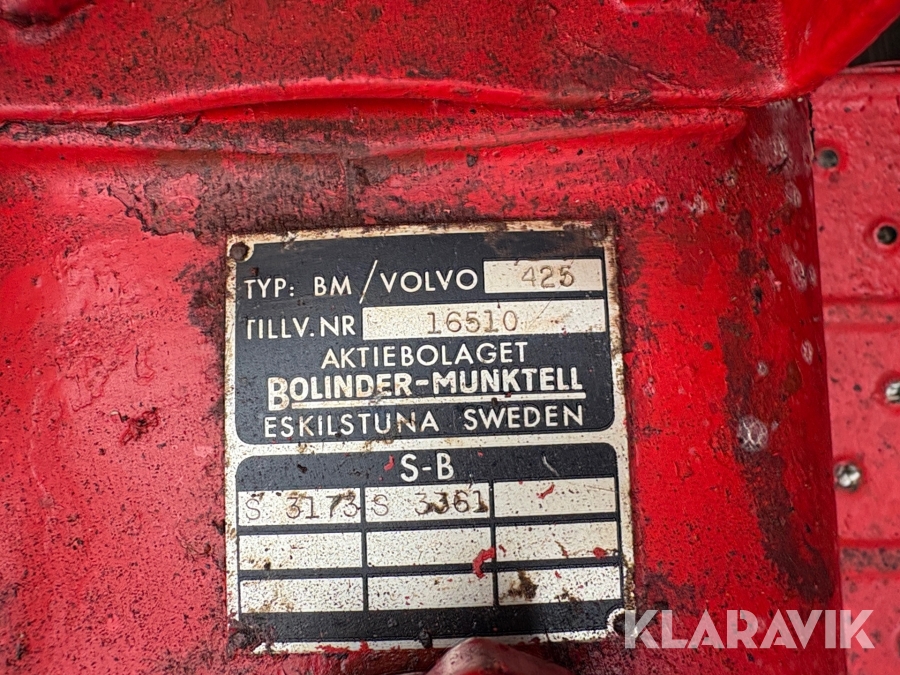 TYP: BM/VOLVO 425
TILLV.NR 16510
AKTIEBOLAGET
BOLINDER-MUNKTELL
ESKILSTUNA SWEDEN
S-B
S 3173 S 3361
KLARAVIK